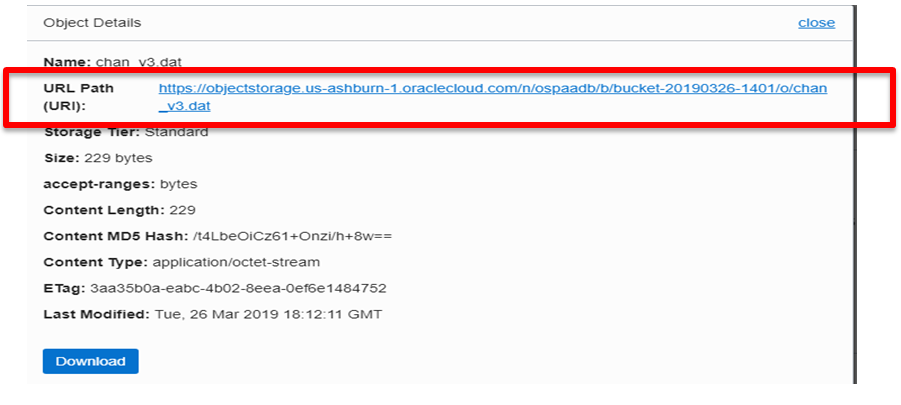 Object Details close
Name: chan_v3.dat
URL Path https://objectstorage.us-ashburn-1.oraclecloud.com/n/ospaadb/b/bucket-20190326-1401/o/chan
(URI): _v3.dat
Storage Tier: Standard
Size: 229 bytes
accept-ranges: bytes
Content Length: 229
Content MD5 Hash: /t4LbeOiCz61+Onzi/h+8w==
Content Type: application/octet-stream
ETag: 3aa35b0a-eabc-4b02-8eea-0ef6e1484752
Last Modified: Tue, 26 Mar 2019 18:12:11 GMT
Download